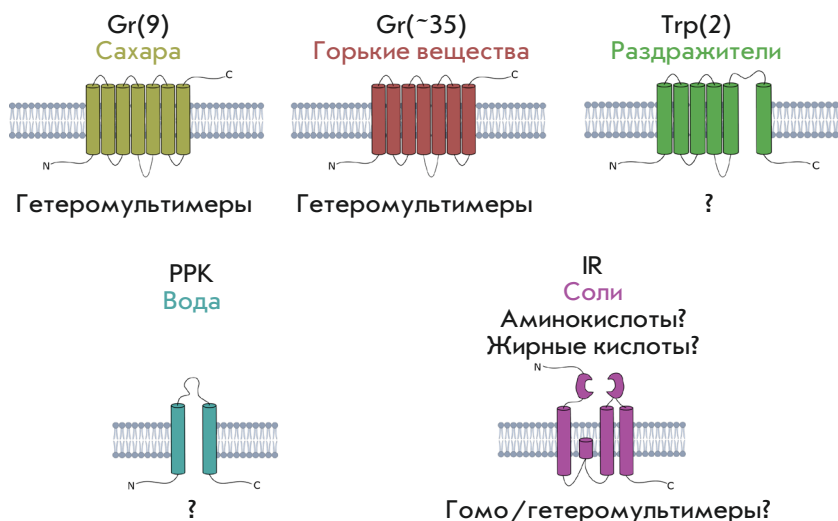 Gr(9)
Сахара
C
N
Гетеромультимеры
Gr(~35)
Горькие вещества
C
N
Гетеромультимеры
Trp(2)
Раздражители
N
C
?
PPK
Вода
N
C
?
IR
Соли
Аминокислоты?
Жирные кислоты?
N
C
Гомо/гетеромультимеры?